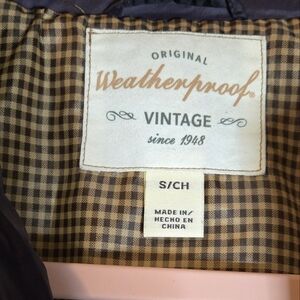 ORIGINAL
Weatherproof®
VINTAGE
since 1948
S/CH
MADE IN/
HECHO EN
CHINA